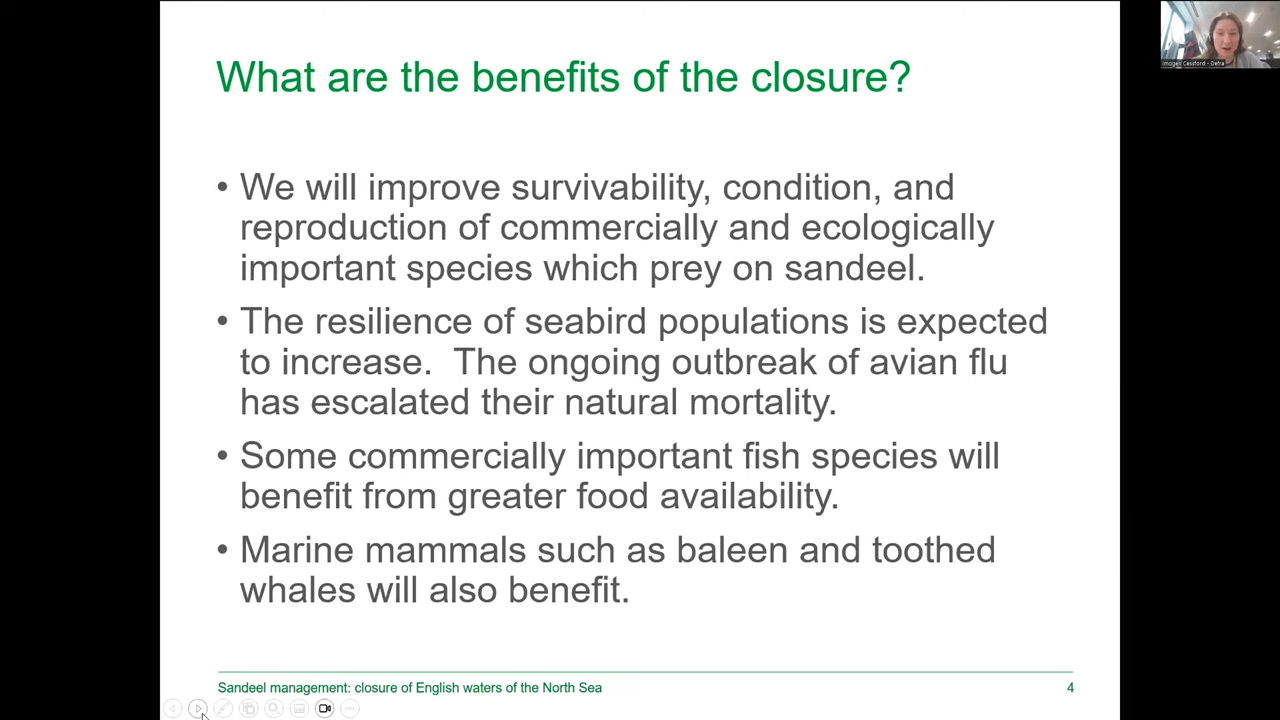 What are the benefits of the closure?
• We will improve survivability, condition, and
reproduction of commercially and ecologically
important species which prey on sandeel.
• The resilience of seabird populations is expected
to increase.  The ongoing outbreak of avian flu
has escalated their natural mortality.
• Some commercially important fish species will
benefit from greater food availability.
• Marine mammals such as baleen and toothed
whales will also benefit.
Sandeel management: closure of English waters of the North Sea
4
Imogen Cessford - Defra